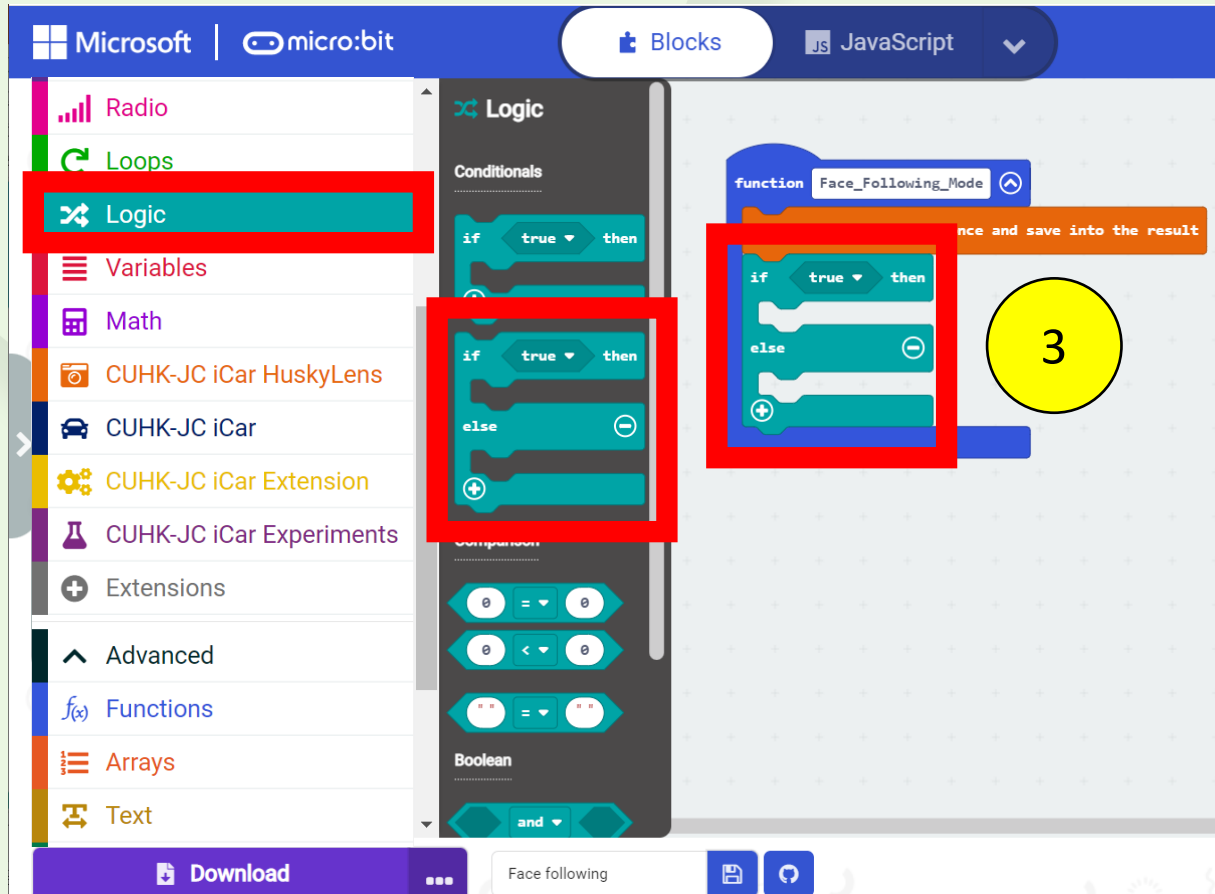 Microsoft micro:bit Blocks JS JavaScript
Radio
Loops
Logic
Variables
Math
CUHK-JC iCar HuskyLens
CUHK-JC iCar
CUHK-JC iCar Extension
CUHK-JC iCar Experiments
Extensions
Advanced
f(x) Functions
Arrays
Text
Download
Logic
Conditionals
if true then
if true then
else
Comparison
0 = 0
0 < 0
" " = " "
Boolean
and
function Face_Following_Mode
and save into the result
if true then
else
3
Face following